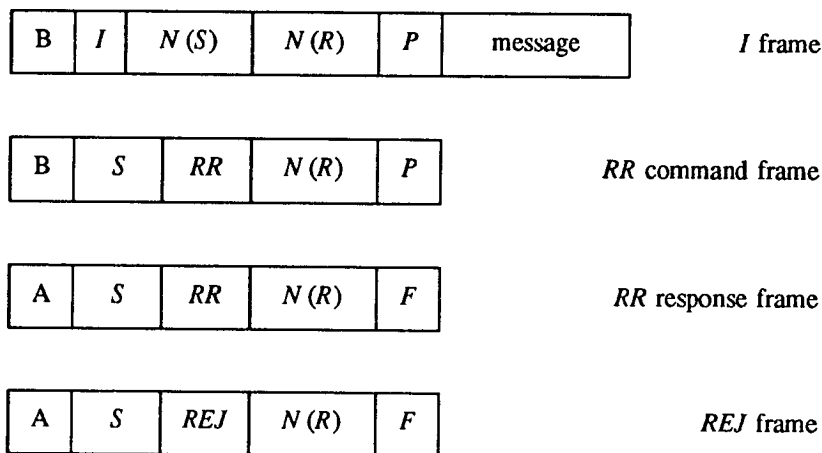 B I N(S) N(R) P message I frame
B S RR N(R) P RR command frame
A S RR N(R) F RR response frame
A S REJ N(R) F REJ frame